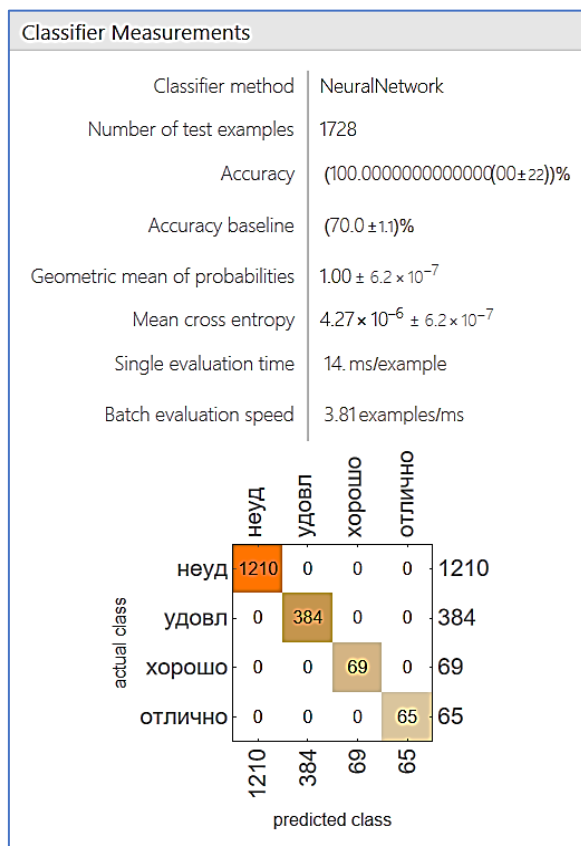 Classifier Measurements
Classifier method NeuralNetwork
Number of test examples 1728
Accuracy (100.0000000000000(00±22))%
Accuracy baseline (70.0±1.1)%
Geometric mean of probabilities 1.00 ± 6.2 × 10⁻⁷
Mean cross entropy 4.27 × 10⁻⁶ ± 6.2 × 10⁻⁷
Single evaluation time 14. ms/example
Batch evaluation speed 3.81 examples/ms
неуд удовл хорошо отлично
неуд 1210 0 0 0 1210
удовл 0 384 0 0 384
хорошо 0 0 69 0 69
отлично 0 0 0 65 65
1210 384 69 65
actual class
predicted class